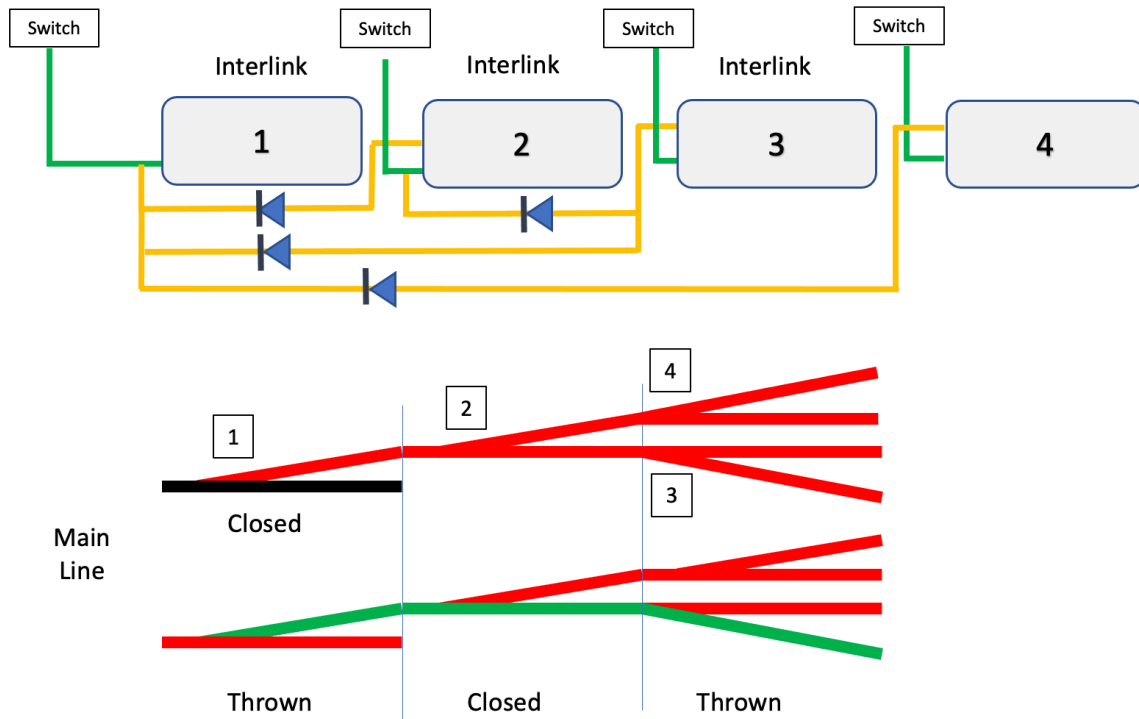 Switch
Switch
Switch
Switch
Interlink
Interlink
Interlink
1
2
3
4
4
2
1
3
Closed
Main
Line
Thrown
Closed
Thrown